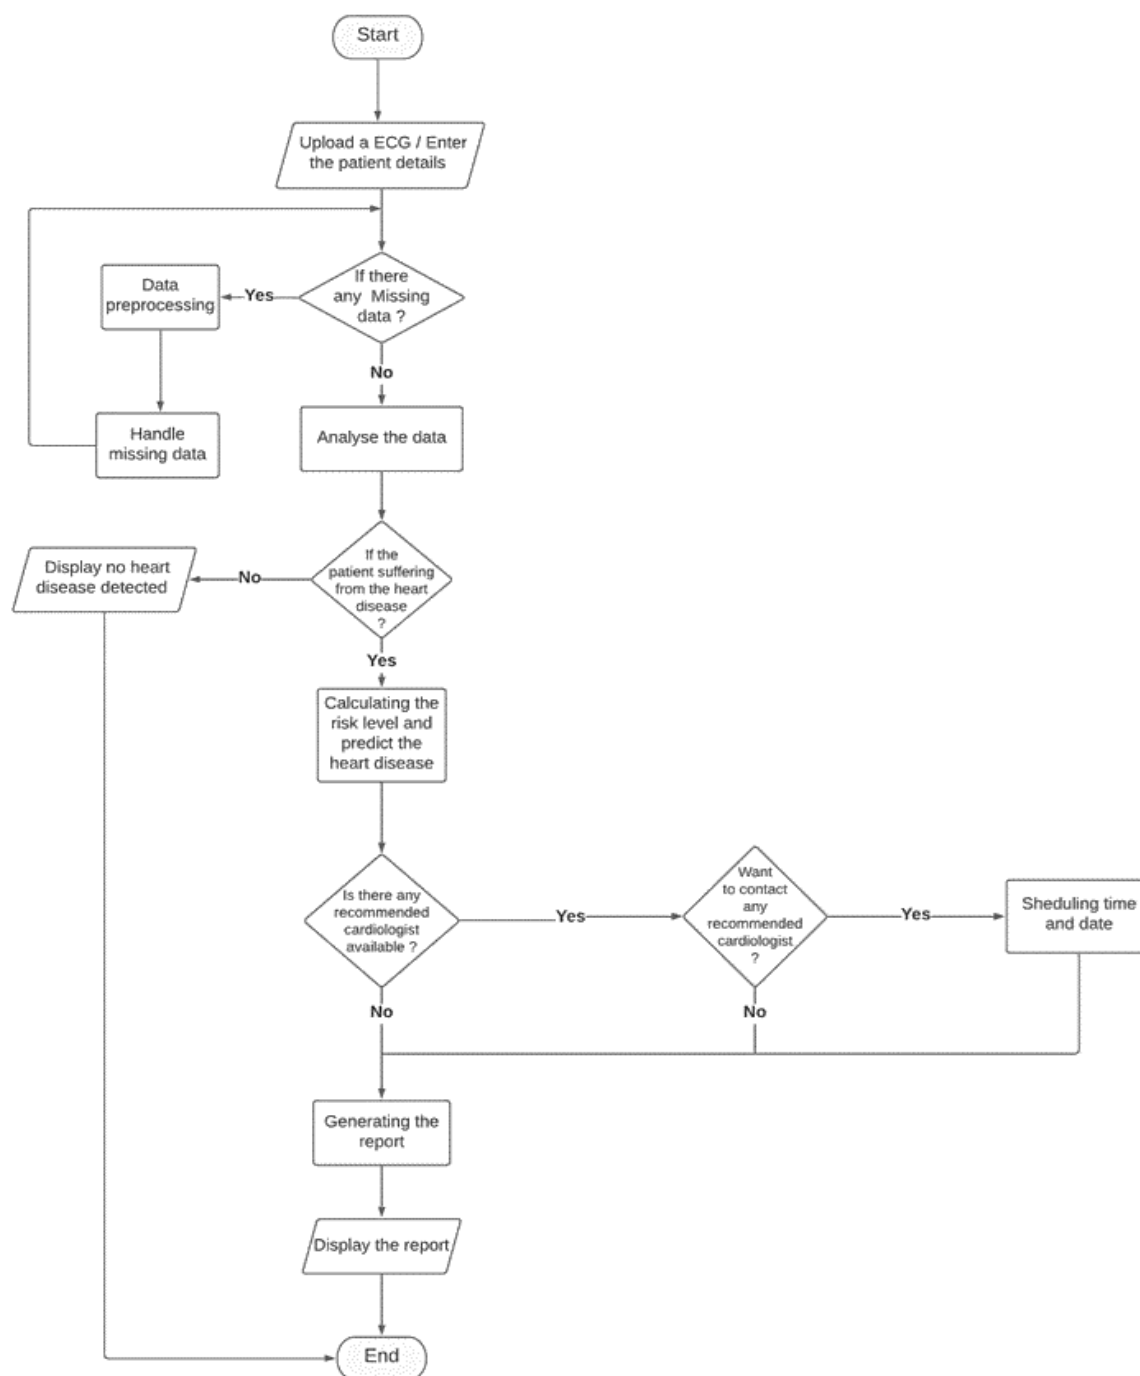 Start
Upload a ECG / Enter
the patient details
If there
any Missing
data ?
Yes
Data
preprocessing
Handle
missing data
No
Analyse the data
If the
patient suffering
from the heart
disease
?
No
Display no heart
disease detected
Yes
Calculating the
risk level and
predict the
heart disease
Is there any
recommended
cardiologist
available ?
Yes
Want
to contact
any
recommended
cardiologist
?
Yes
Sheduling time
and date
No
No
Generating the
report
Display the report
End